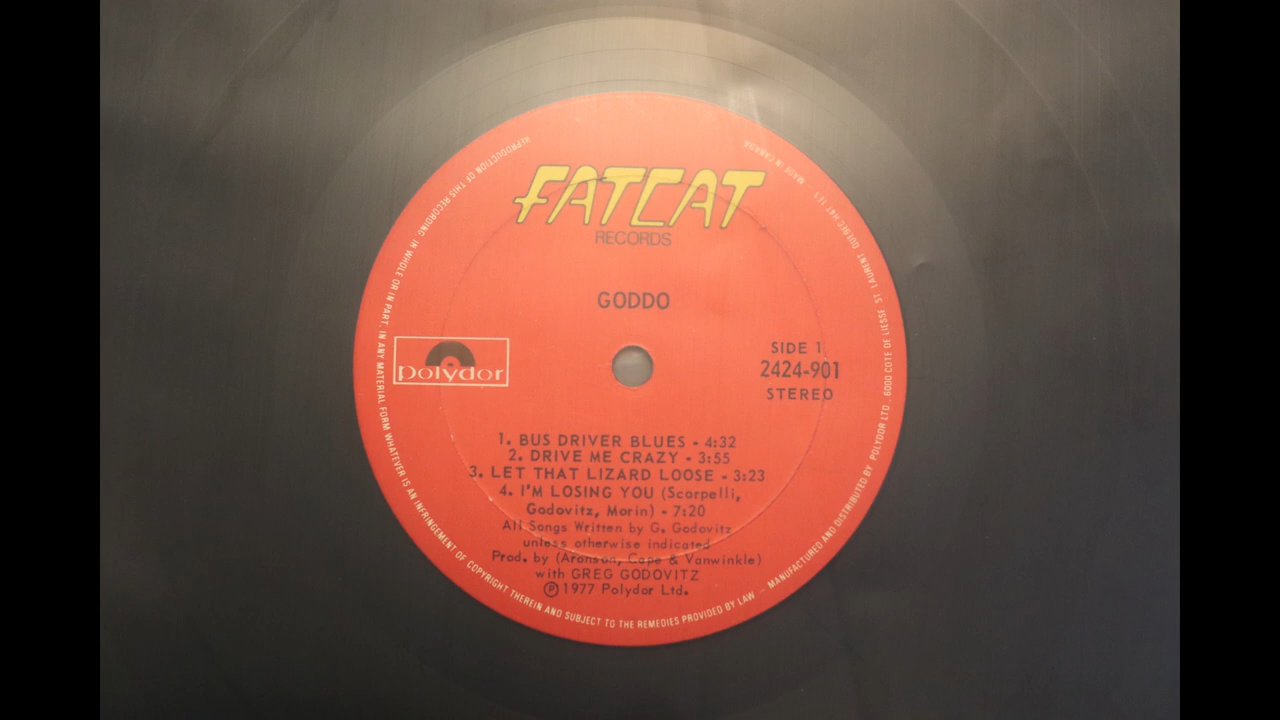 FATCAT
RECORDS
GODDO
polydor
SIDE 1
2424-901
STEREO
1. BUS DRIVER BLUES - 4:32
2. DRIVE ME CRAZY - 3:55
3. LET THAT LIZARD LOOSE - 3:23
4. I'M LOSING YOU (Scarpelli,
Godovitz, Morin) - 7:20
All Songs Written by G. Godovitz
unless otherwise indicated
Prod. by (Aronson, Cape & Vanwinkle)
with GREG GODOVITZ
Ⓟ 1977 Polydor Ltd.
REPRODUCTION OF THIS RECORDING, IN WHOLE OR IN PART, IN ANY MATERIAL FORM WHATEVER IS AN INFRINGEMENT OF COPYRIGHT THEREIN AND SUBJECT TO THE REMEDIES PROVIDED BY LAW – MANUFACTURED AND DISTRIBUTED BY POLYDOR LTD. 6000 COTE DE LIESSE ST. LAURENT QUEBEC H4T 1E3 MADE IN CANADA